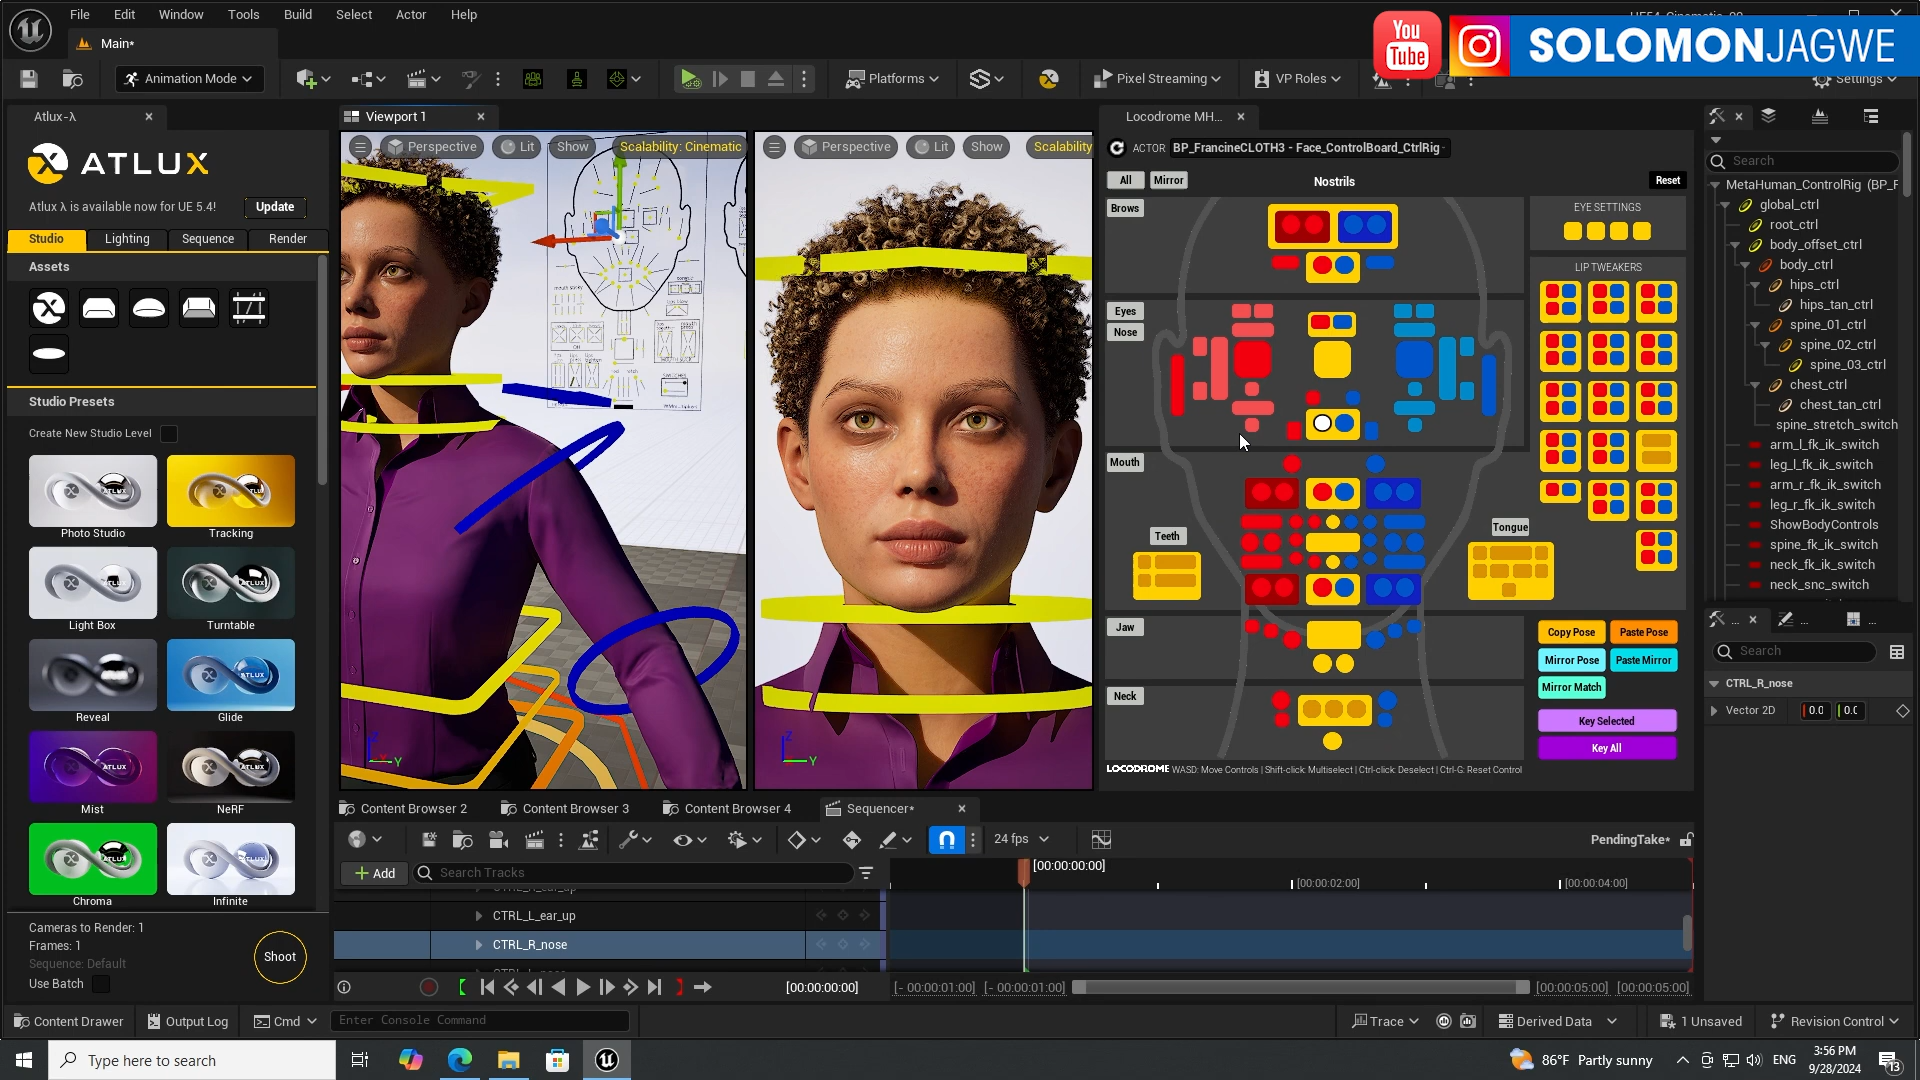 File Edit Window Tools Build Select Actor Help
Main*
You Tube SOLOMONJAGWE
Animation Mode Platforms Pixel Streaming VP Roles Settings
Atlux-λ
ATLUX
Atlux λ is available now for UE 5.4! Update
Studio Lighting Sequence Render
Assets
Studio Presets
Create New Studio Level
Photo Studio Tracking
Light Box Turntable
Reveal Glide
Mist NeRF
Chroma Infinite
Cameras to Render: 1
Frames: 1
Sequence: Default
Use Batch
Shoot
Viewport 1
Perspective Lit Show Scalability: Cinematic
Perspective Lit Show Scalability
Locodrome MH...
ACTOR BP_FrancineCLOTH3 - Face_ControlBoard_CtrlRig
All Mirror Nostrils Reset
Brows
Eyes
Nose
Mouth
Teeth
Tongue
Jaw
Neck
EYE SETTINGS
LIP TWEAKERS
Copy Pose Paste Pose
Mirror Pose Paste Mirror
Mirror Match
Key Selected
Key All
LOCODROME WASD: Move Controls | Shift-click: Multiselect | Ctrl-click: Deselect | Ctrl-G: Reset Control
Search
MetaHuman_ControlRig (BP_F
global_ctrl
root_ctrl
body_offset_ctrl
body_ctrl
hips_ctrl
hips_tan_ctrl
spine_01_ctrl
spine_02_ctrl
spine_03_ctrl
chest_ctrl
chest_tan_ctrl
spine_stretch_switch
arm_l_fk_ik_switch
leg_l_fk_ik_switch
arm_r_fk_ik_switch
leg_r_fk_ik_switch
ShowBodyControls
spine_fk_ik_switch
neck_fk_ik_switch
neck_snc_switch
... ... ...
Search
CTRL_R_nose
Vector 2D 0.0 0.0
Content Browser 2 Content Browser 3 Content Browser 4 Sequencer*
24 fps PendingTake*
Add Search Tracks
[00:00:00:00] [00:00:02:00] [00:00:04:00]
CTRL_L_ear_up
CTRL_R_nose
[00:00:00:00] [- 00:00:01:00] [- 00:00:01:00] [00:00:05:00] [00:00:05:00]
Content Drawer Output Log Cmd Enter Console Command Trace Derived Data 1 Unsaved Revision Control
Type here to search
86°F Partly sunny ENG
3:56 PM
9/28/2024
13